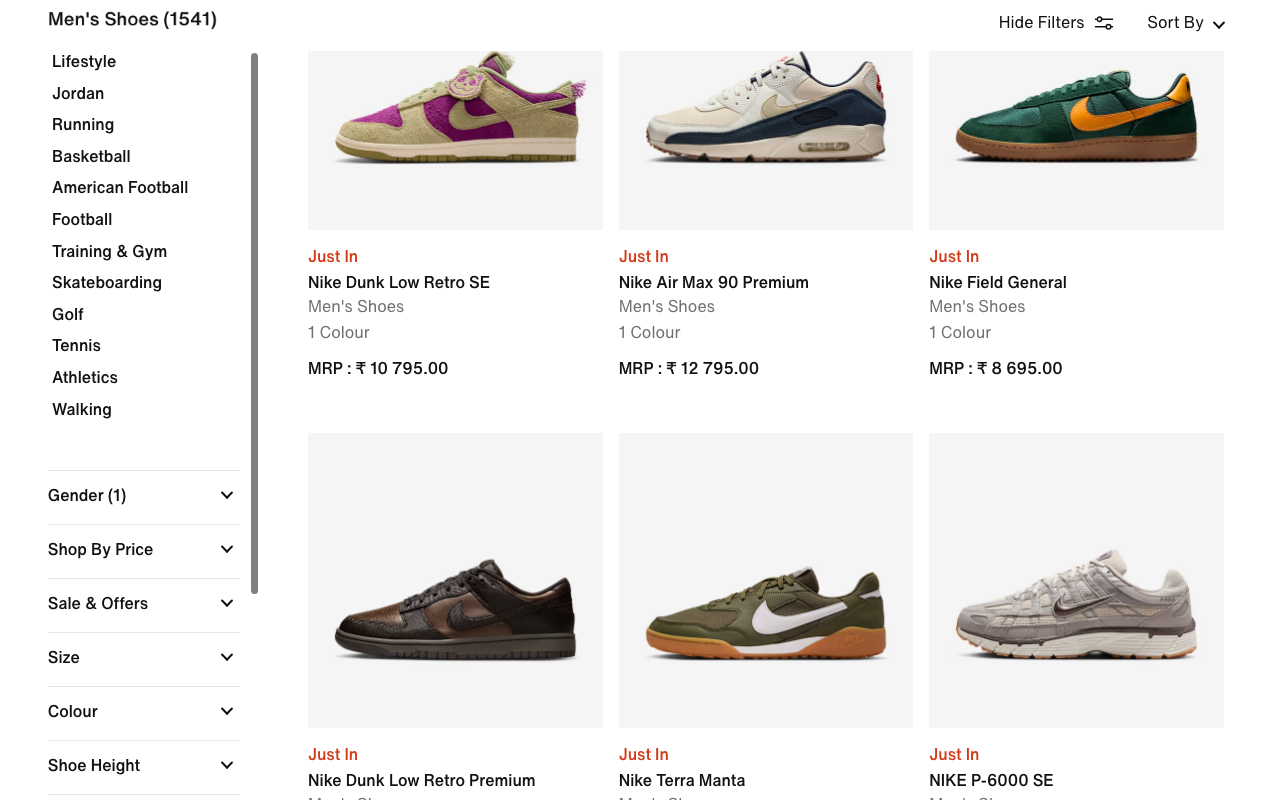 Men's Shoes (1541)
Hide Filters
Sort By
Lifestyle
Jordan
Running
Basketball
American Football
Football
Training & Gym
Skateboarding
Golf
Tennis
Athletics
Walking
Gender (1)
Shop By Price
Sale & Offers
Size
Colour
Shoe Height
Just In
Nike Dunk Low Retro SE
Men's Shoes
1 Colour
MRP : ₹ 10 795.00
Just In
Nike Air Max 90 Premium
Men's Shoes
1 Colour
MRP : ₹ 12 795.00
Just In
Nike Field General
Men's Shoes
1 Colour
MRP : ₹ 8 695.00
Just In
Nike Dunk Low Retro Premium
Just In
Nike Terra Manta
Just In
NIKE P-6000 SE